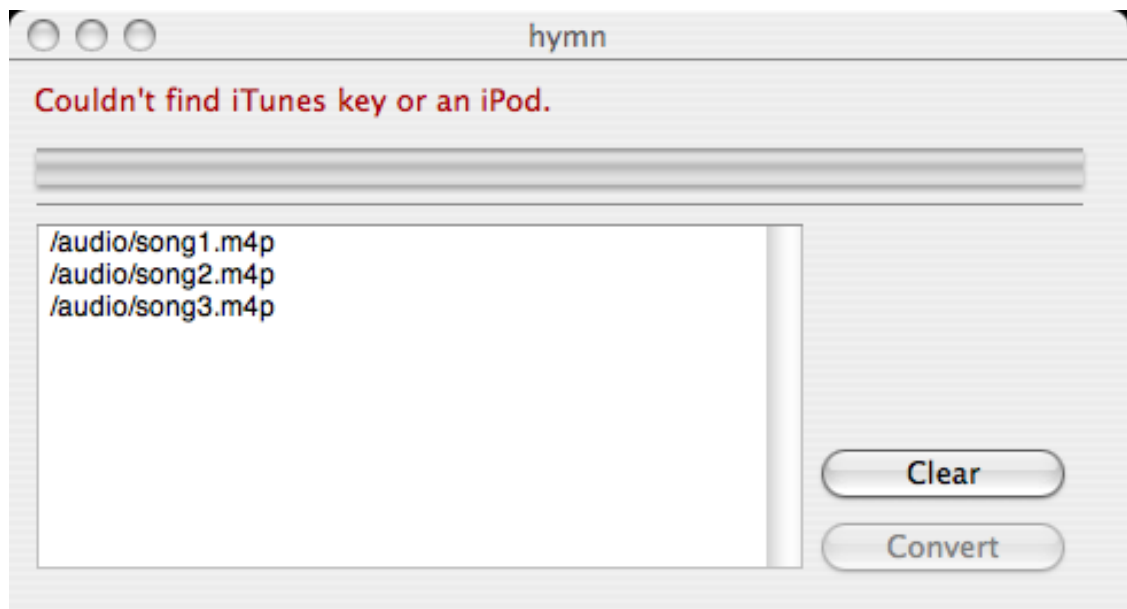 hymn
Couldn't find iTunes key or an iPod.
/audio/song1.m4p
/audio/song2.m4p
/audio/song3.m4p
Clear
Convert